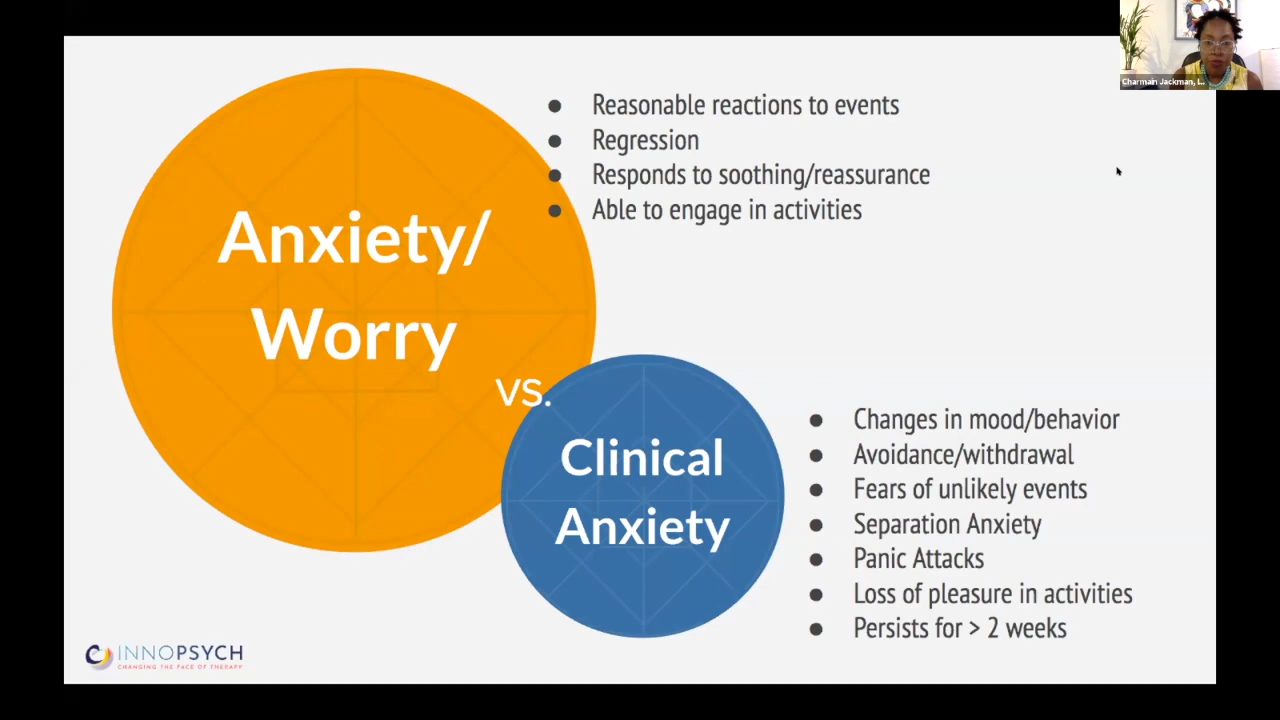 Charmain Jackman, L...
Anxiety/
Worry
● Reasonable reactions to events
● Regression
● Responds to soothing/reassurance
● Able to engage in activities
vs.
Clinical
Anxiety
● Changes in mood/behavior
● Avoidance/withdrawal
● Fears of unlikely events
● Separation Anxiety
● Panic Attacks
● Loss of pleasure in activities
● Persists for > 2 weeks
INNOPSYCH
CHANGING THE FACE OF THERAPY